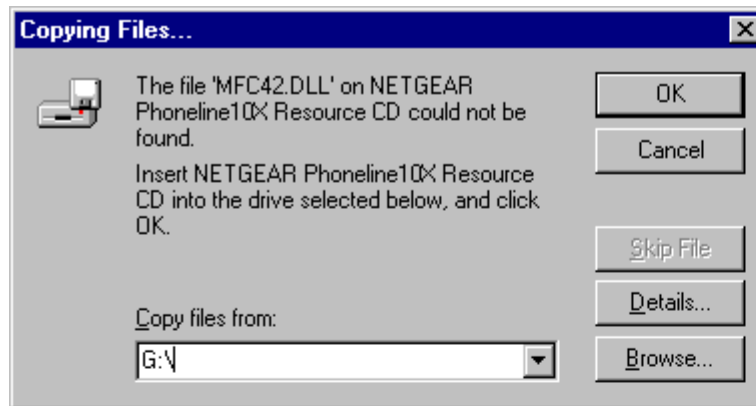 Copying Files...
The file 'MFC42.DLL' on NETGEAR
Phoneline10X Resource CD could not be
found.
Insert NETGEAR Phoneline10X Resource
CD into the drive selected below, and click
OK.
Copy files from:
G:\
OK
Cancel
Skip File
Details...
Browse...